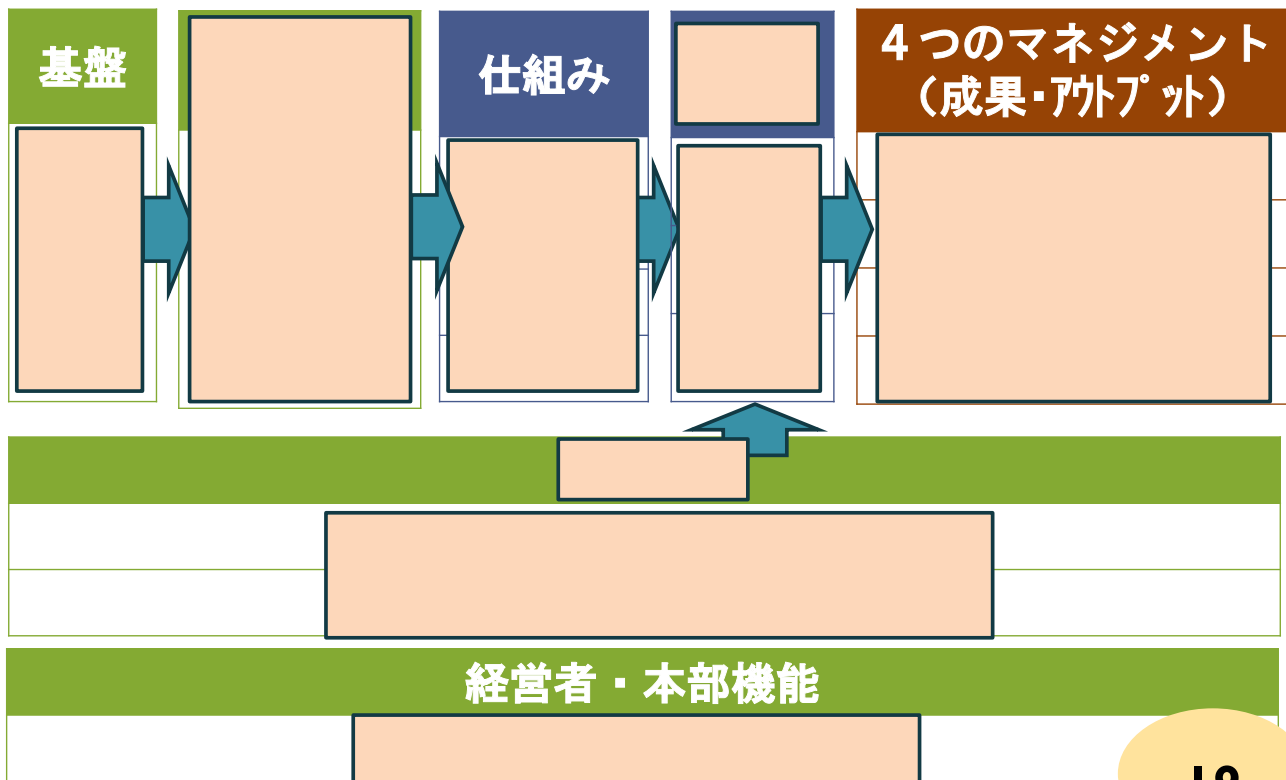 基盤
仕組み
4つのマネジメント
（成果・ｱｳﾄﾌﾟｯﾄ）
経営者・本部機能